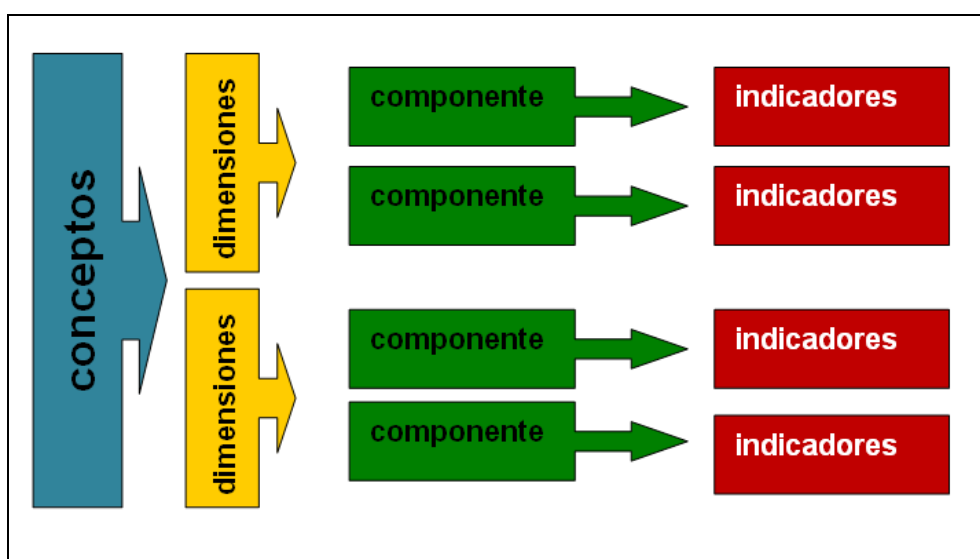 conceptos
dimensiones
componente
indicadores
componente
indicadores
dimensiones
componente
indicadores
componente
indicadores